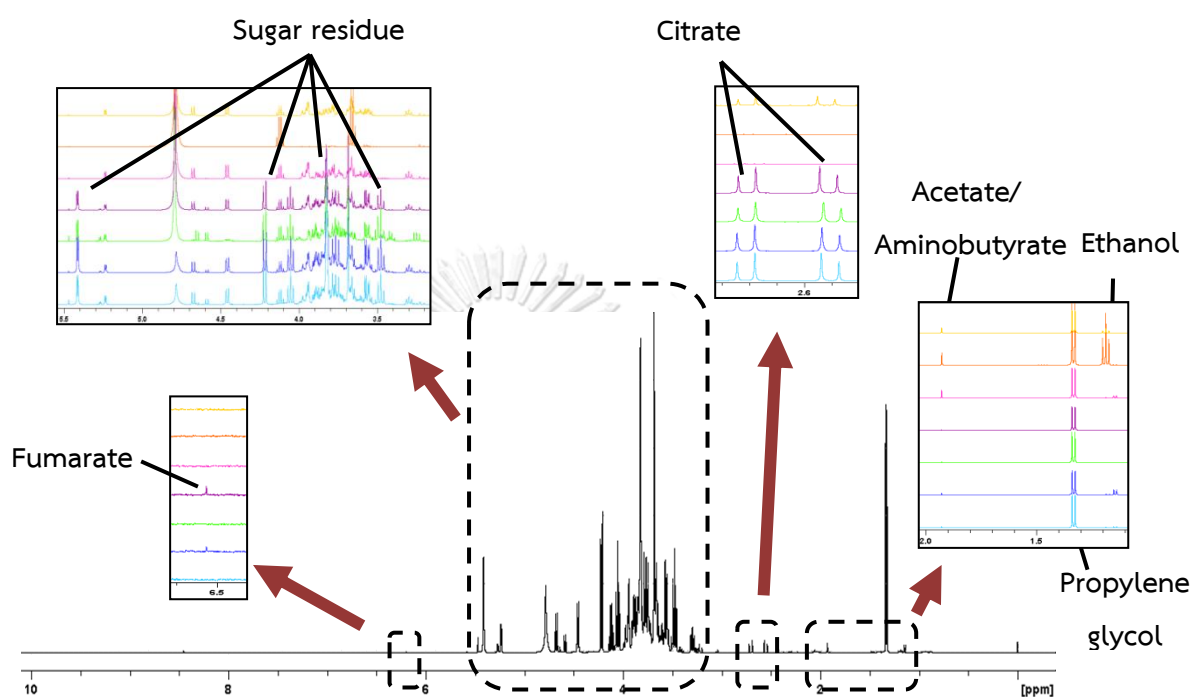 Sugar residue
Citrate
5.5 5.0 4.5 4.0 2.5
2.6
Acetate/
Aminobutyrate Ethanol
2.0 1.5
Fumarate
6.5
Propylene
glycol
10 8 6 4 2 [ppm]